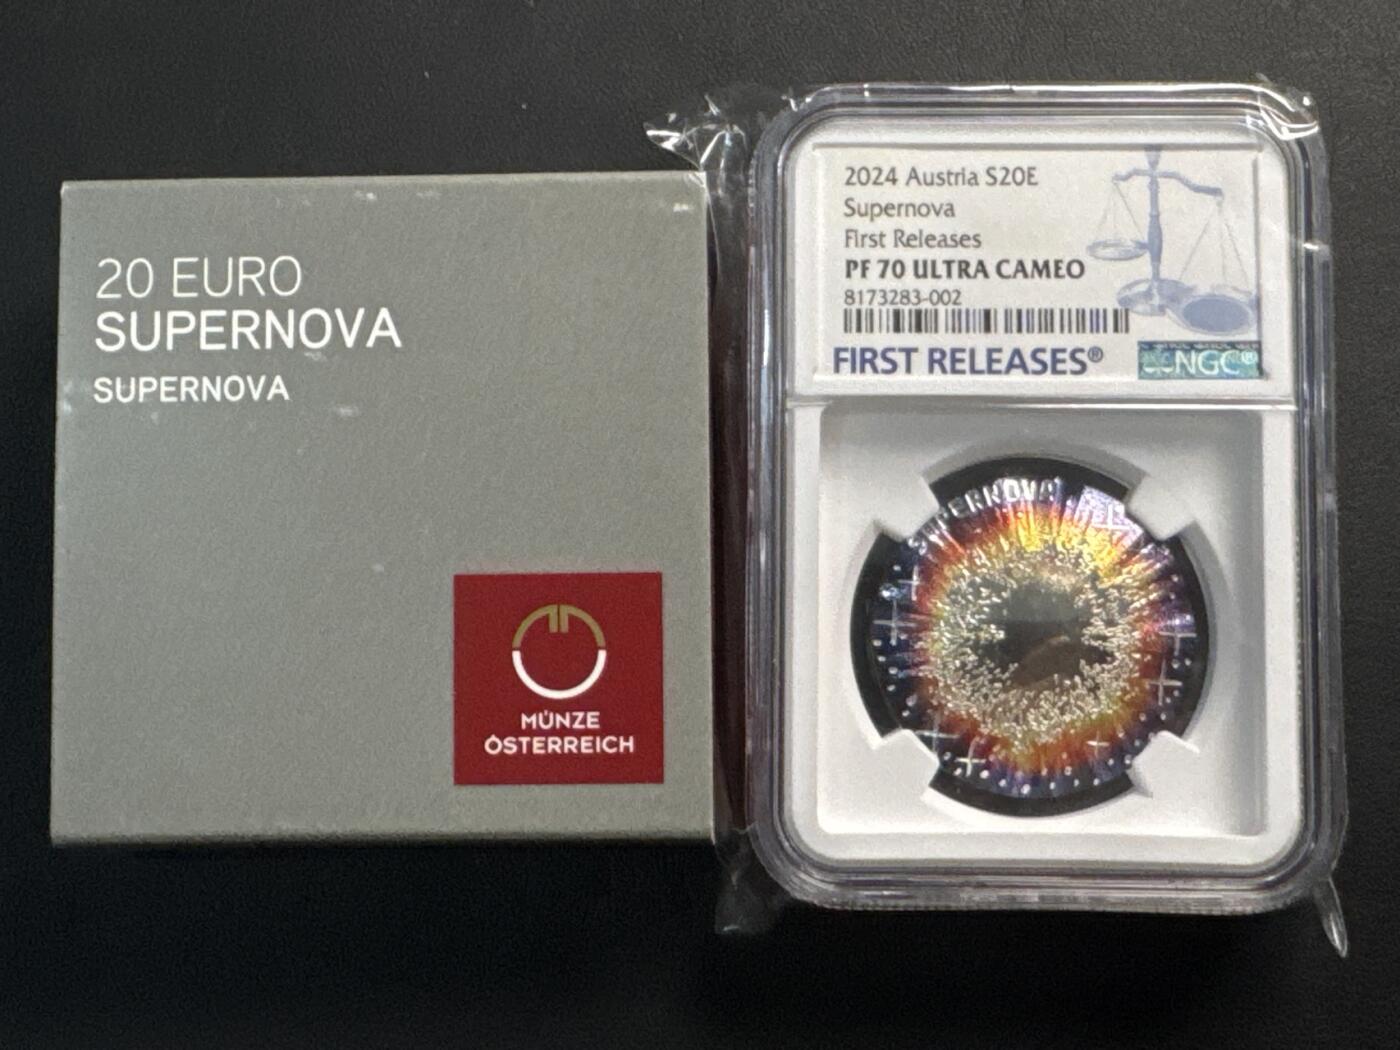 20 EURO
SUPERNOVA
SUPERNOVA
MÜNZE
ÖSTERREICH
2024 Austria S20E
Supernova
First Releases
PF 70 ULTRA CAMEO
8173283-002
FIRST RELEASES®
NGC®
SUPERNOVA